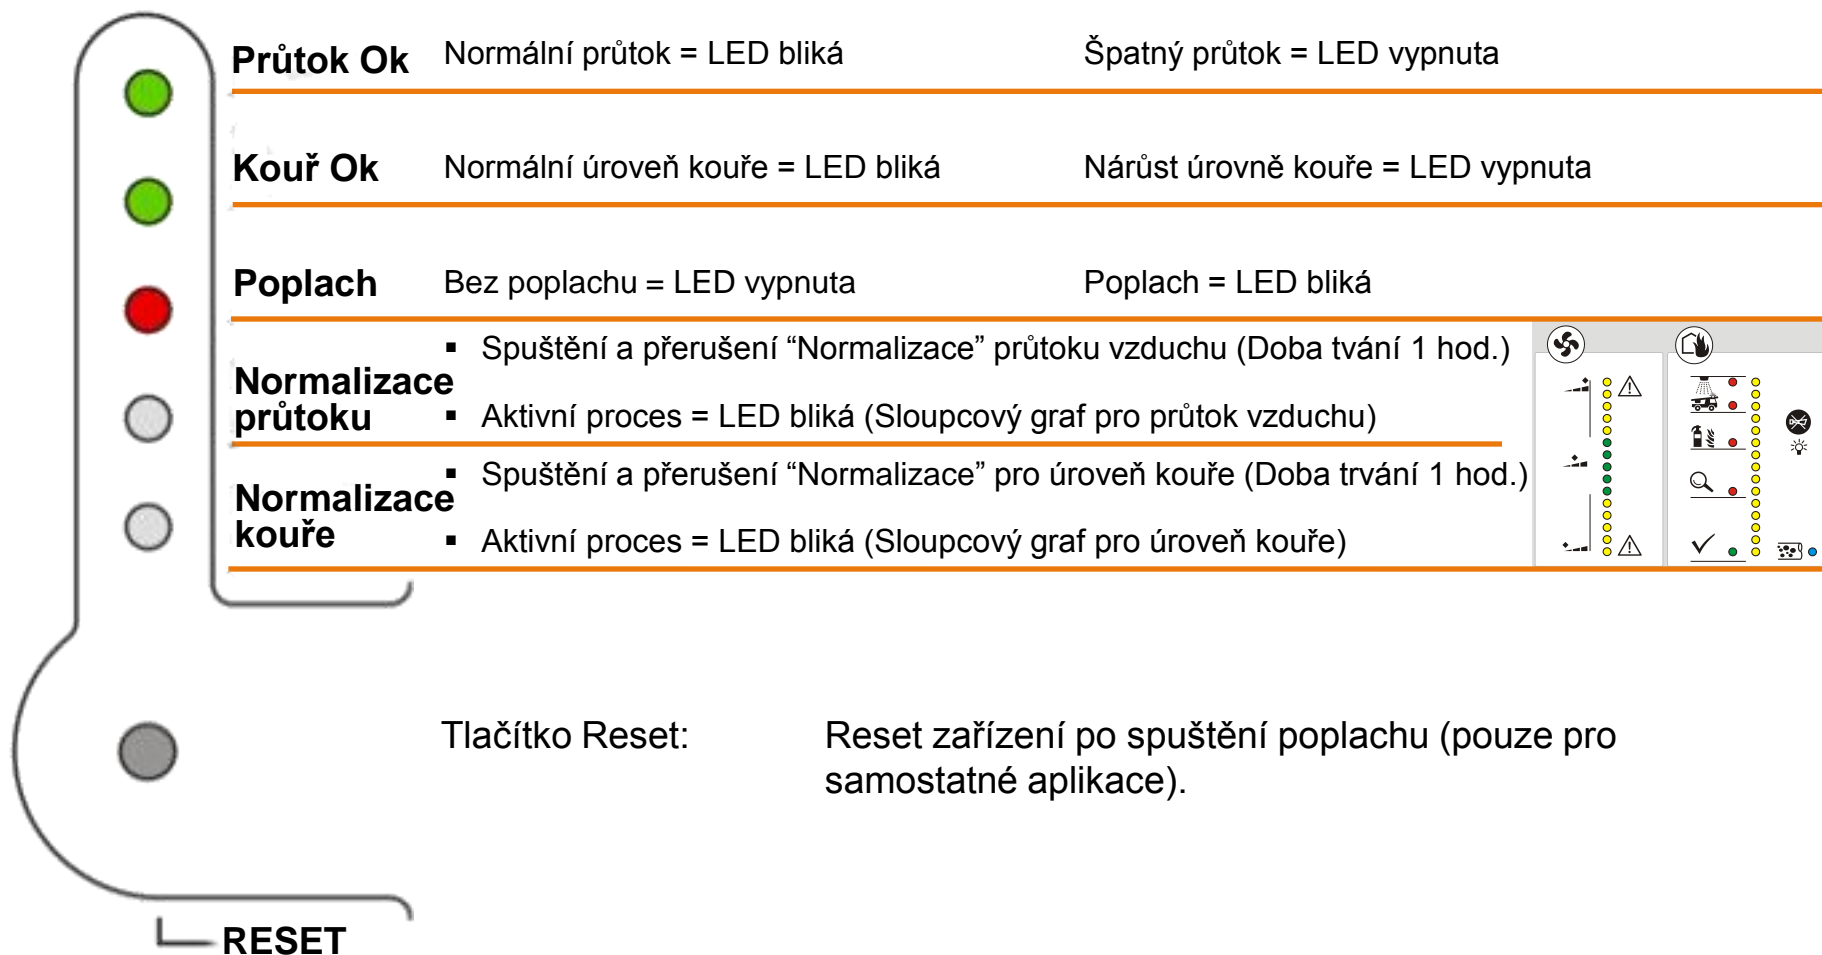 Průtok Ok Normální průtok = LED bliká Špatný průtok = LED vypnuta
Kouř Ok Normální úroveň kouře = LED bliká Nárůst úrovně kouře = LED vypnuta
Poplach Bez poplachu = LED vypnuta Poplach = LED bliká
Normalizace
průtoku
▪ Spuštění a přerušení “Normalizace” průtoku vzduchu (Doba tvání 1 hod.)
▪ Aktivní proces = LED bliká (Sloupcový graf pro průtok vzduchu)
Normalizace
kouře
▪ Spuštění a přerušení “Normalizace” pro úroveň kouře (Doba trvání 1 hod.)
▪ Aktivní proces = LED bliká (Sloupcový graf pro úroveň kouře)
Tlačítko Reset: Reset zařízení po spuštění poplachu (pouze pro
samostatné aplikace).
RESET